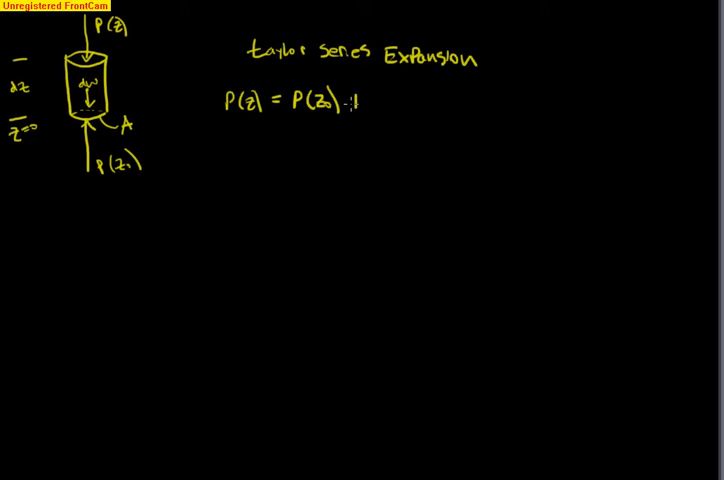 Unregistered FrontCam
P(z)
taylor series Expansion
dz
dw
P(z) = P(z₀) +
z=0
A
P(z₀)